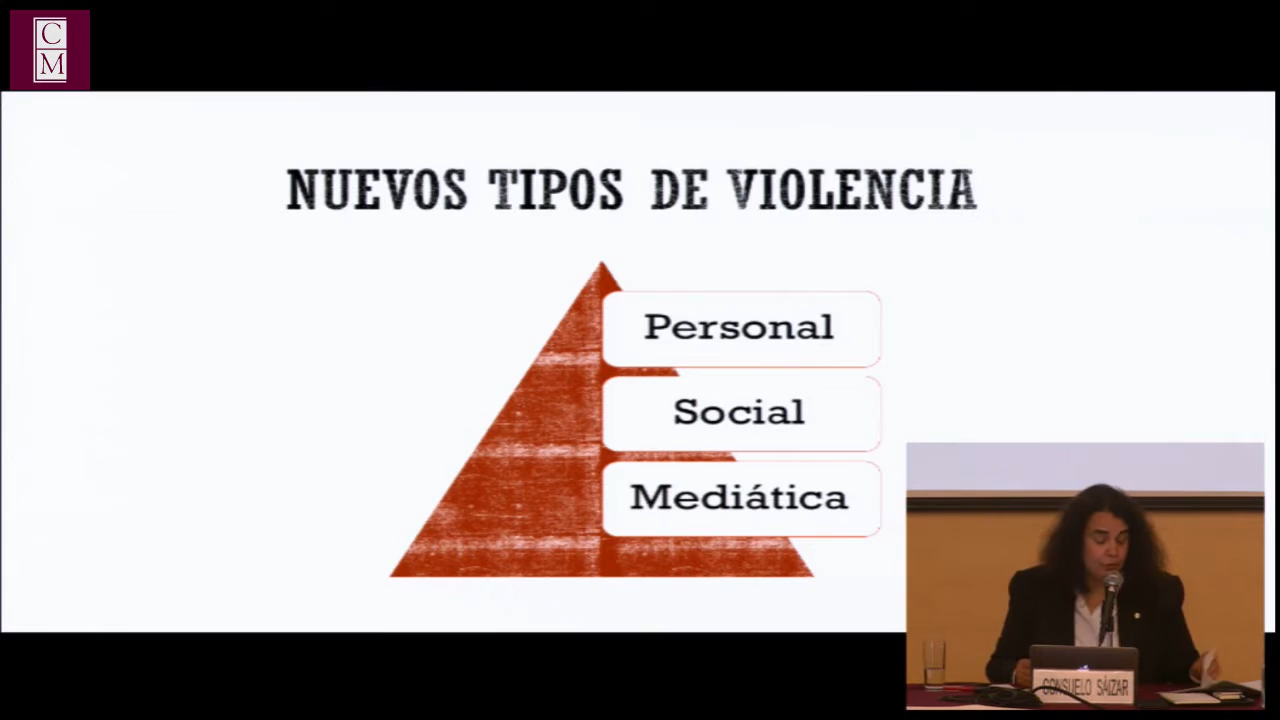 C
M
NUEVOS TIPOS DE VIOLENCIA
Personal
Social
Mediática
CONSUELO SÁIZAR